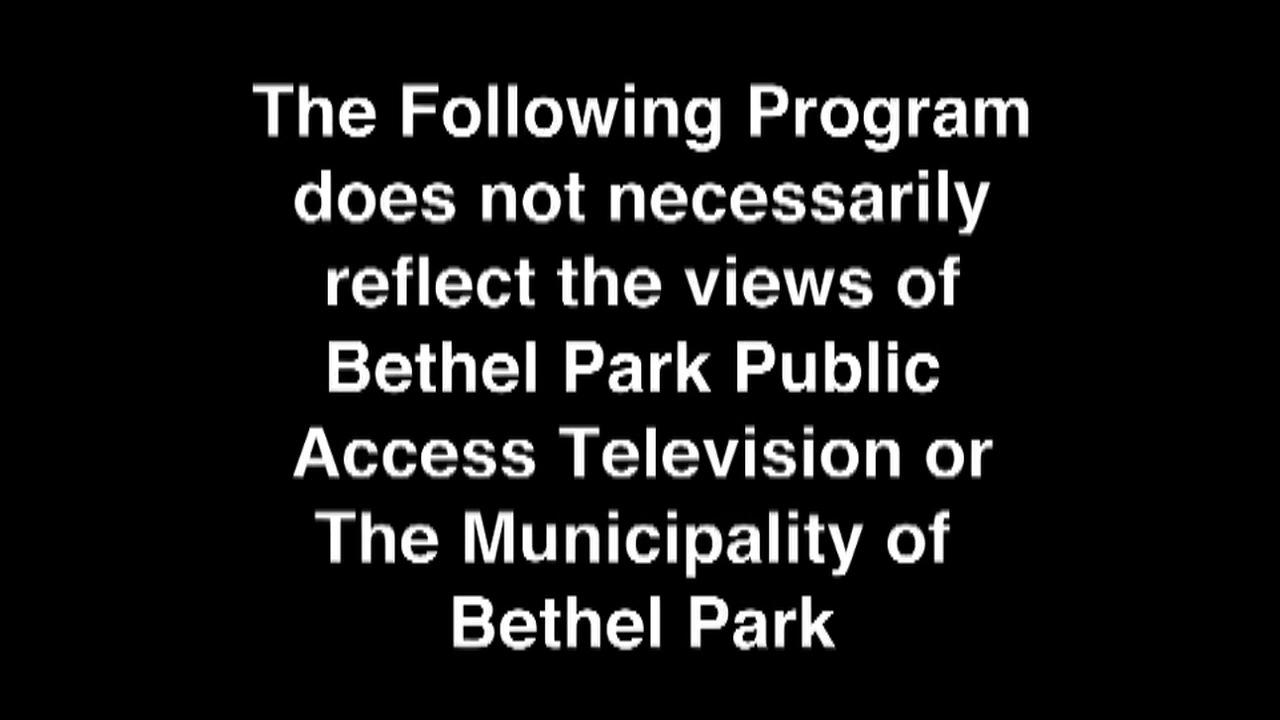 The Following Program
does not necessarily
reflect the views of
Bethel Park Public
Access Television or
The Municipality of
Bethel Park